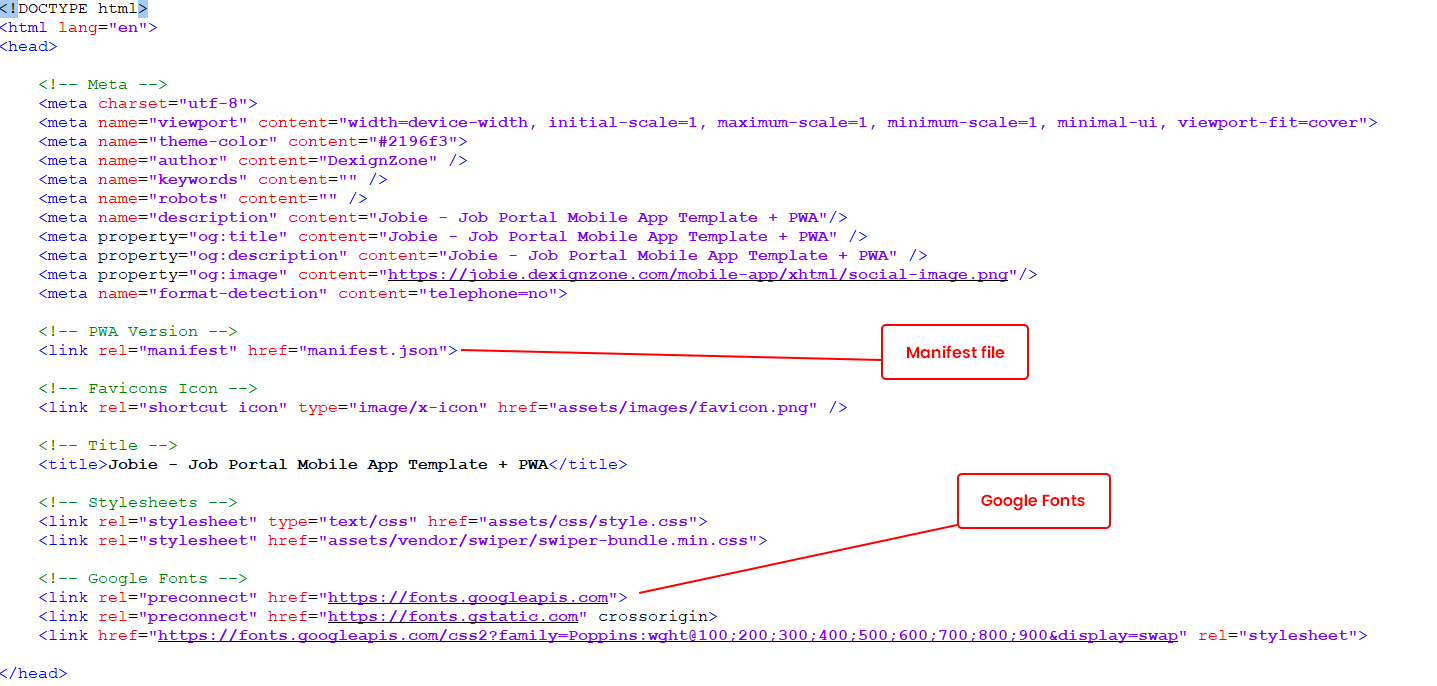 <!DOCTYPE html>
<html lang="en">
<head>
<!-- Meta -->
<meta charset="utf-8">
<meta name="viewport" content="width=device-width, initial-scale=1, maximum-scale=1, minimum-scale=1, minimal-ui, viewport-fit=cover">
<meta name="theme-color" content="#2196f3">
<meta name="author" content="DexignZone" />
<meta name="keywords" content="" />
<meta name="robots" content="" />
<meta name="description" content="Jobie - Job Portal Mobile App Template + PWA"/>
<meta property="og:title" content="Jobie - Job Portal Mobile App Template + PWA" />
<meta property="og:description" content="Jobie - Job Portal Mobile App Template + PWA" />
<meta property="og:image" content="https://jobie.dexignzone.com/mobile-app/xhtml/social-image.png"/>
<meta name="format-detection" content="telephone=no">
<!-- PWA Version -->
<link rel="manifest" href="manifest.json">
Manifest file
<!-- Favicons Icon -->
<link rel="shortcut icon" type="image/x-icon" href="assets/images/favicon.png" />
<!-- Title -->
<title>Jobie - Job Portal Mobile App Template + PWA</title>
<!-- Stylesheets -->
Google Fonts
<link rel="stylesheet" type="text/css" href="assets/css/style.css">
<link rel="stylesheet" href="assets/vendor/swiper/swiper-bundle.min.css">
<!-- Google Fonts -->
<link rel="preconnect" href="https://fonts.googleapis.com">
<link rel="preconnect" href="https://fonts.gstatic.com" crossorigin>
<link href="https://fonts.googleapis.com/css2?family=Poppins:wght@100;200;300;400;500;600;700;800;900&display=swap" rel="stylesheet">
</head>